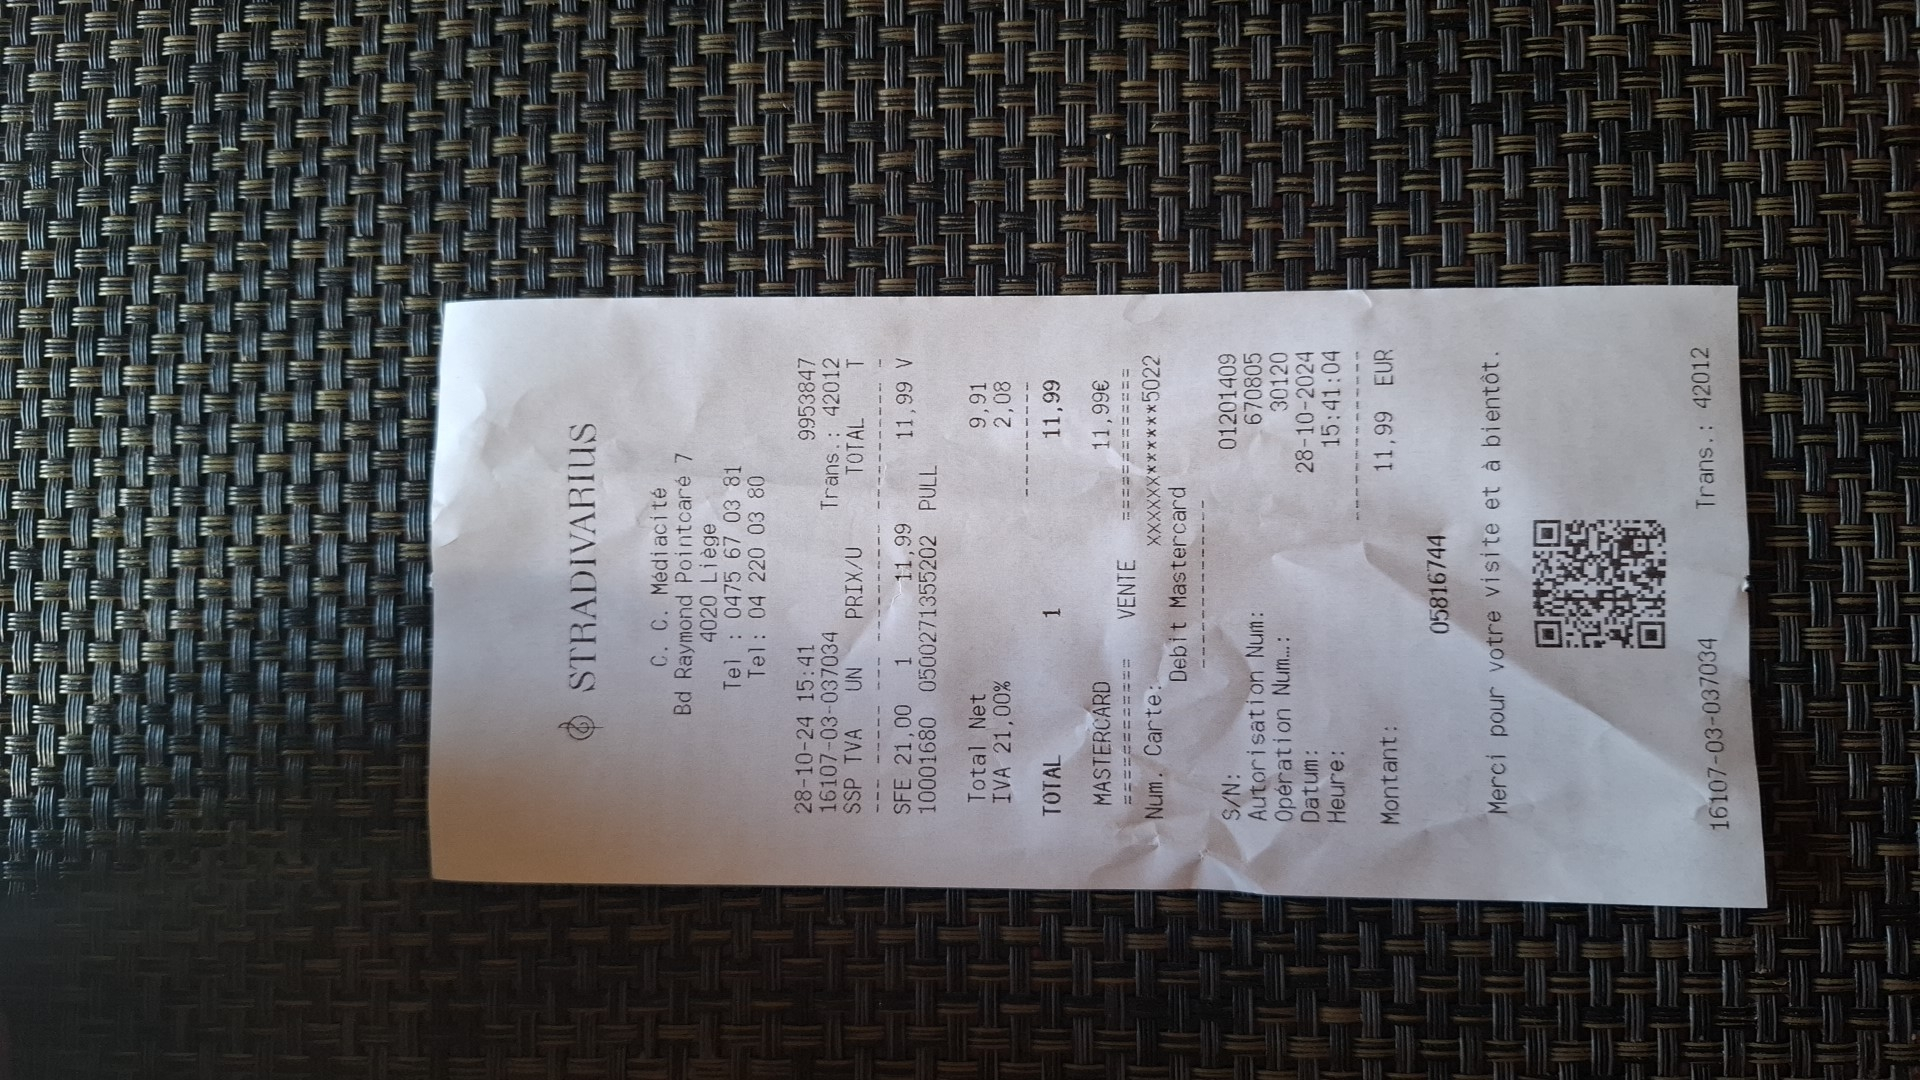 STRADIVARIUS
C. C. Médiacité
Bd Raymond Pointcaré 7
4020 Liège
Tel : 0475 67 03 81
Tel: 04 220 03 80
28-10-24 15:41 9953847
16107-03-037034 Trans.: 42012
SSP TVA UN PRIX/U TOTAL T
SFE 21,00 1 11,99 11,99 V
10001680 05002713552​02 PULL
Total Net 9,91
IVA 21,00% 2,08
TOTAL 1 11,99
MASTERCARD 11,99€
============ VENTE ==============
Num. Carte: XXXXXX**********5022
Debit Mastercard
S/N: 01201409
Autorisation Num: 670805
Opération Num..: 30120
Datum: 28-10-2024
Heure: 15:41:04
Montant: 11,99 EUR
05816744
Merci pour votre visite et à bientôt.
16107-03-037034 Trans.: 42012